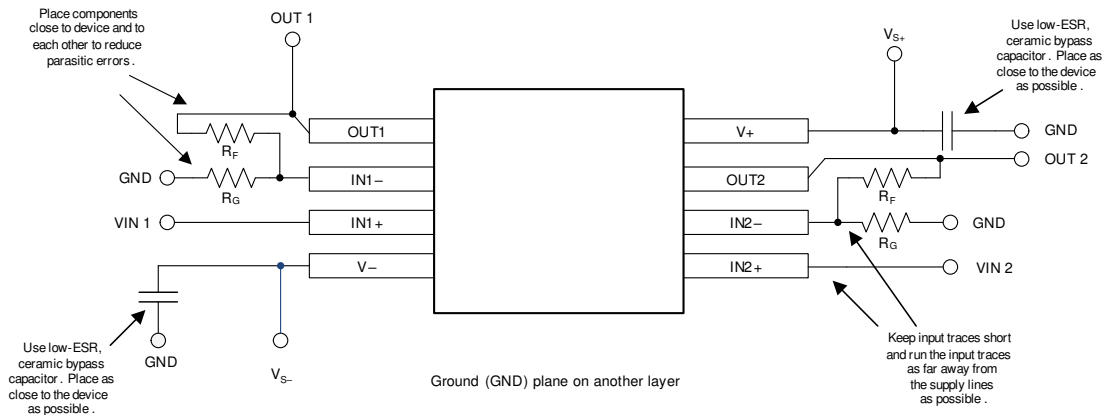 Place components
close to device and to
each other to reduce
parasitic errors .
OUT 1
VS+
Use low-ESR,
ceramic bypass
capacitor . Place as
close to the device
as possible .
OUT1
V+
GND
RF
OUT2
OUT 2
GND
IN1−
RF
RG
VIN 1
IN1+
IN2−
GND
RG
V−
IN2+
VIN 2
Use low-ESR,
ceramic bypass
capacitor . Place as
close to the device
as possible .
GND
VS−
Ground (GND) plane on another layer
Keep input traces short
and run the input traces
as far away from
the supply lines
as possible .